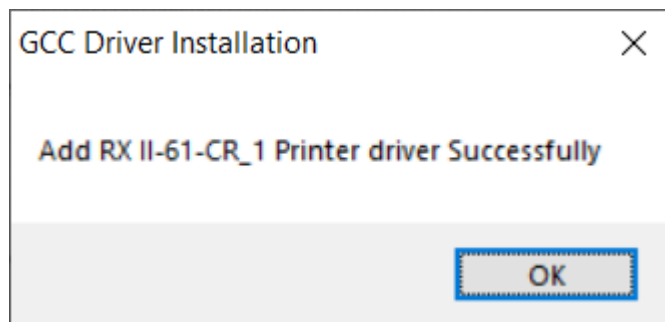 GCC Driver Installation
Add RX II-61-CR_1 Printer driver Successfully
OK